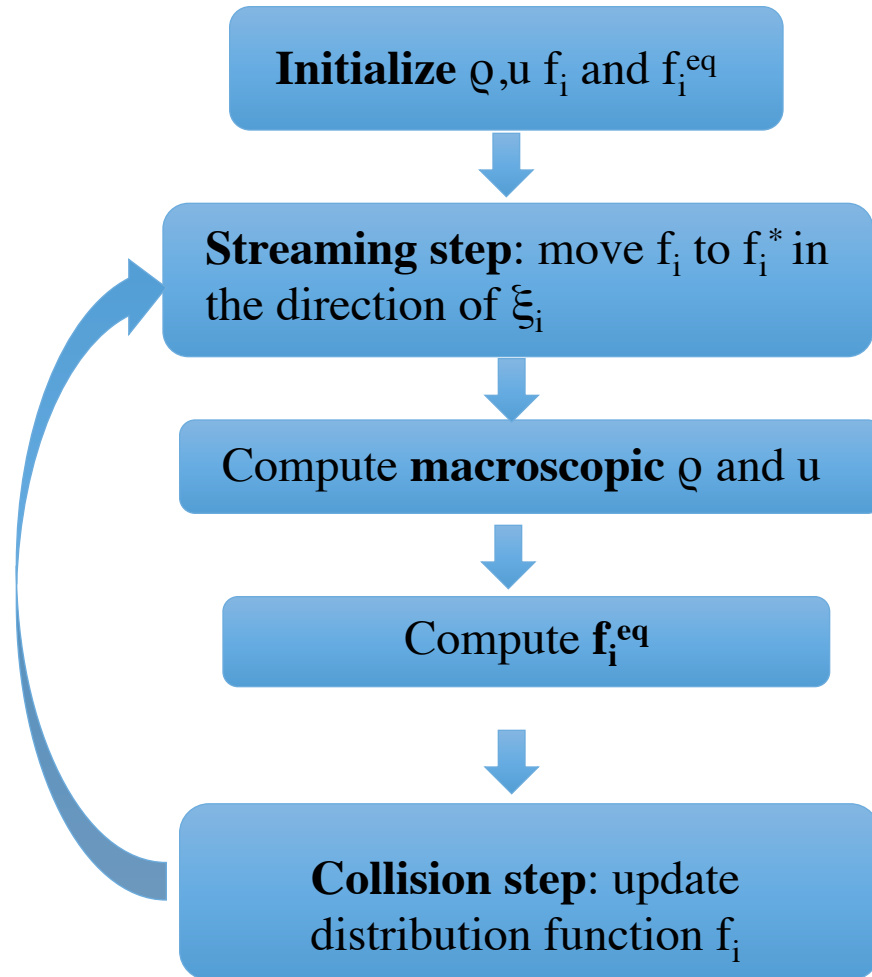 Initialize ϱ,u fᵢ and fᵢᵉq
Streaming step: move fᵢ to fᵢ* in
the direction of ξᵢ
Compute macroscopic ϱ and u
Compute fᵢᵉq
Collision step: update
distribution function fᵢ